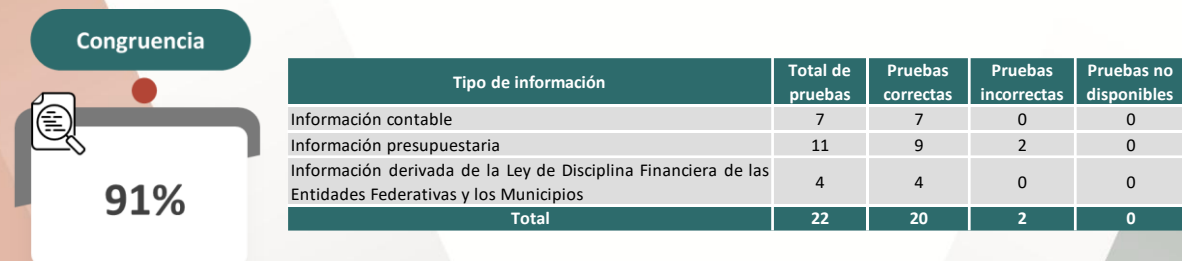 Congruencia
91%
Tipo de información Total de pruebas Pruebas correctas Pruebas incorrectas Pruebas no disponibles
Información contable 7 7 0 0
Información presupuestaria 11 9 2 0
Información derivada de la Ley de Disciplina Financiera de las
Entidades Federativas y los Municipios 4 4 0 0
Total 22 20 2 0